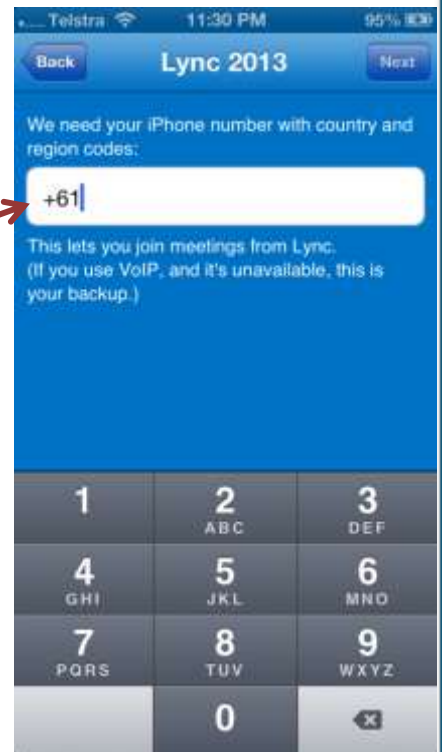 Telstra 11:30 PM 95%
Back Lync 2013 Next
We need your iPhone number with country and
region codes:
+61
This lets you join meetings from Lync.
(If you use VoIP, and it's unavailable, this is
your backup.)
1 2 3
ABC DEF
4 5 6
GHI JKL MNO
7 8 9
PQRS TUV WXYZ
0